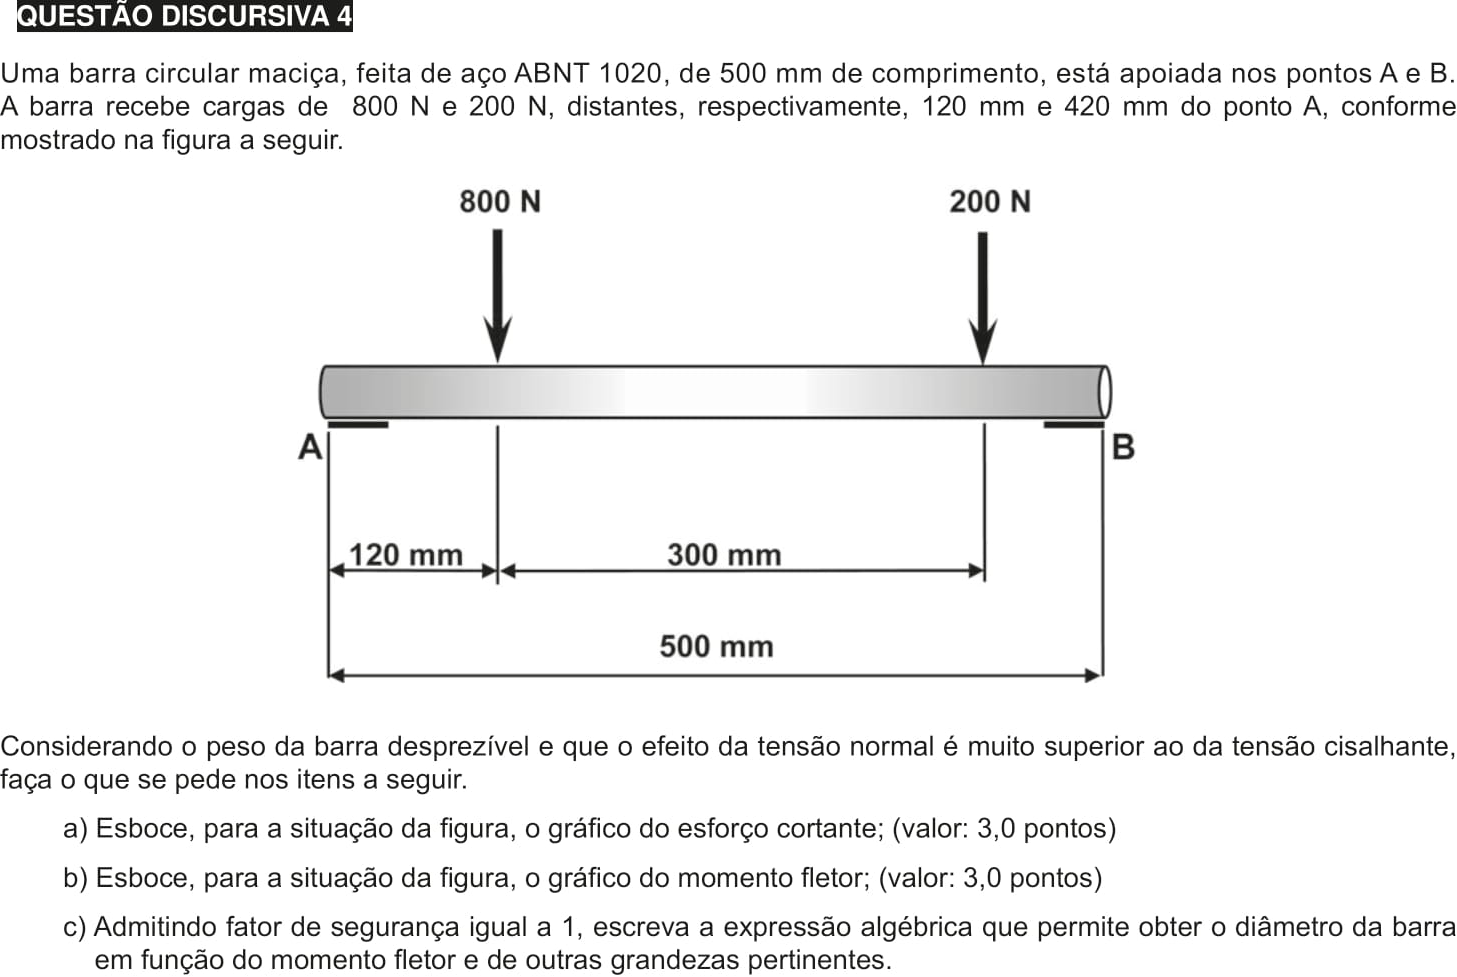 QUESTÃO DISCURSIVA 4
Uma barra circular maciça, feita de aço ABNT 1020, de 500 mm de comprimento, está apoiada nos pontos A e B.
A barra recebe cargas de 800 N e 200 N, distantes, respectivamente, 120 mm e 420 mm do ponto A, conforme
mostrado na figura a seguir.
800 N
200 N
A
B
120 mm
300 mm
500 mm
Considerando o peso da barra desprezível e que o efeito da tensão normal é muito superior ao da tensão cisalhante,
faça o que se pede nos itens a seguir.
a) Esboce, para a situação da figura, o gráfico do esforço cortante; (valor: 3,0 pontos)
b) Esboce, para a situação da figura, o gráfico do momento fletor; (valor: 3,0 pontos)
c) Admitindo fator de segurança igual a 1, escreva a expressão algébrica que permite obter o diâmetro da barra
em função do momento fletor e de outras grandezas pertinentes.